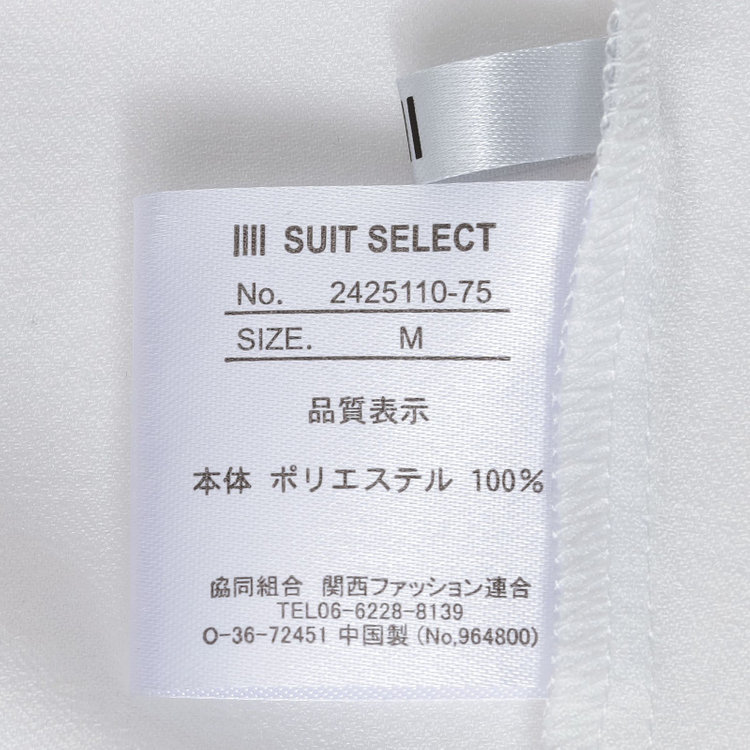 SUIT SELECT
No. 2425110-75
SIZE. M
品質表示
本体 ポリエステル 100%
協同組合 関西ファッション連合
TEL06-6228-8139
O-36-72451 中国製 (No,964800)